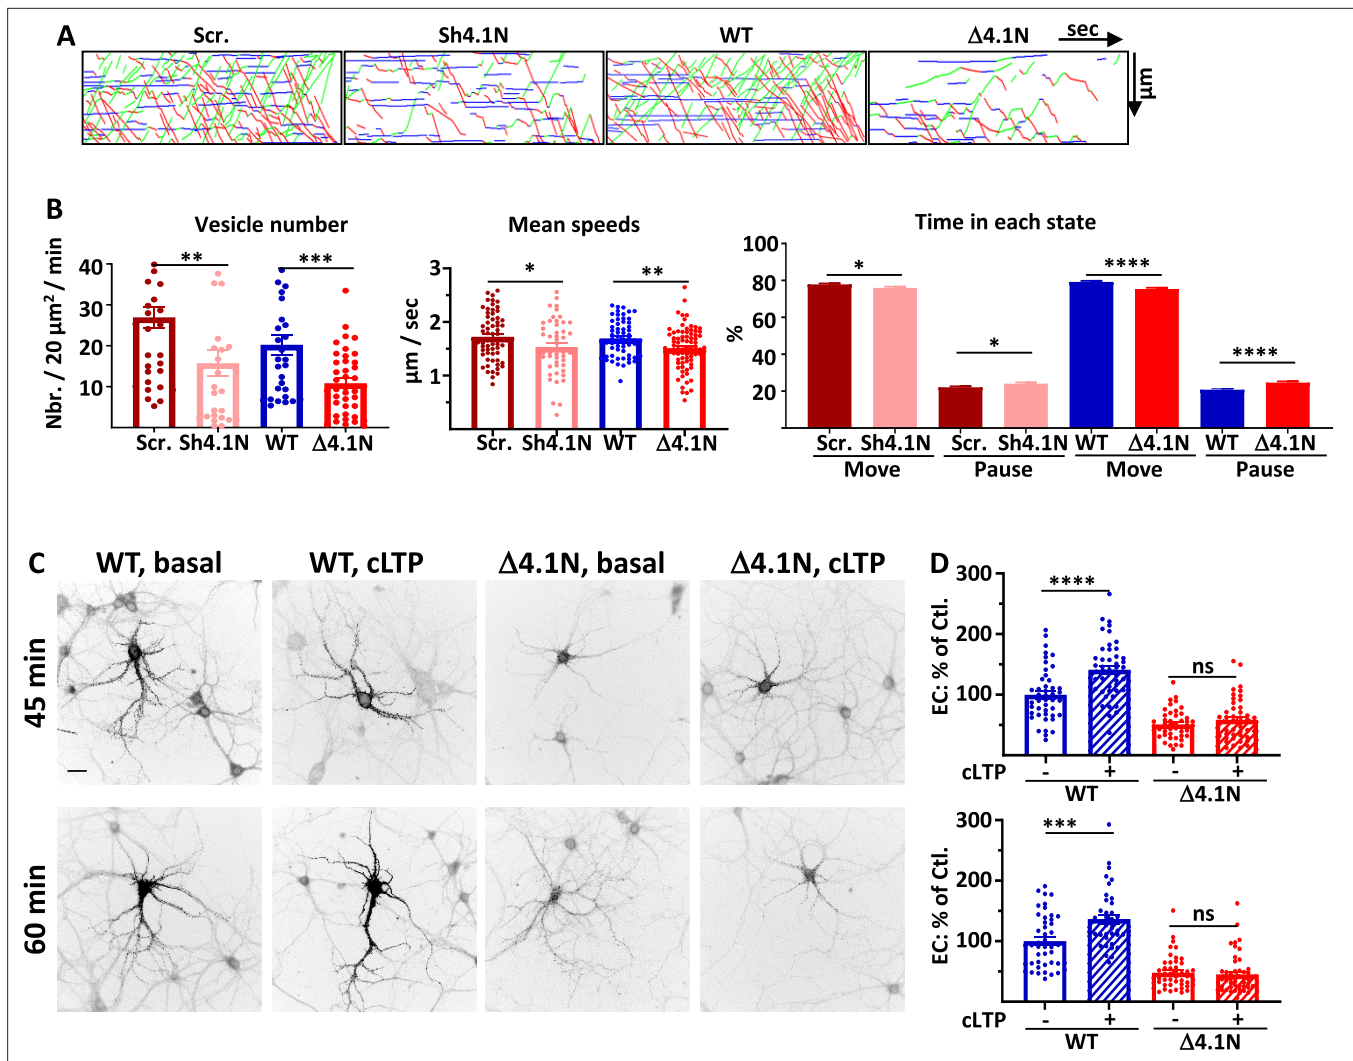 A
Scr.
Sh4.1N
WT
Δ4.1N
sec
μm
B
Vesicle number
Nbr. / 20 μm² / min
40
30
20
10
**
***
Scr. Sh4.1N WT Δ4.1N
Mean speeds
μm / sec
3
2
1
*
**
Scr. Sh4.1N WT Δ4.1N
Time in each state
%
100
80
60
40
20
*
*
****
****
Scr. Sh4.1N Scr. Sh4.1N WT Δ4.1N WT Δ4.1N
Move Pause Move Pause
C
WT, basal
WT, cLTP
Δ4.1N, basal
Δ4.1N, cLTP
45 min
60 min
D
EC: % of Ctl.
300
200
100
****
ns
cLTP - + - +
WT Δ4.1N
EC: % of Ctl.
300
200
100
***
ns
cLTP - + - +
WT Δ4.1N